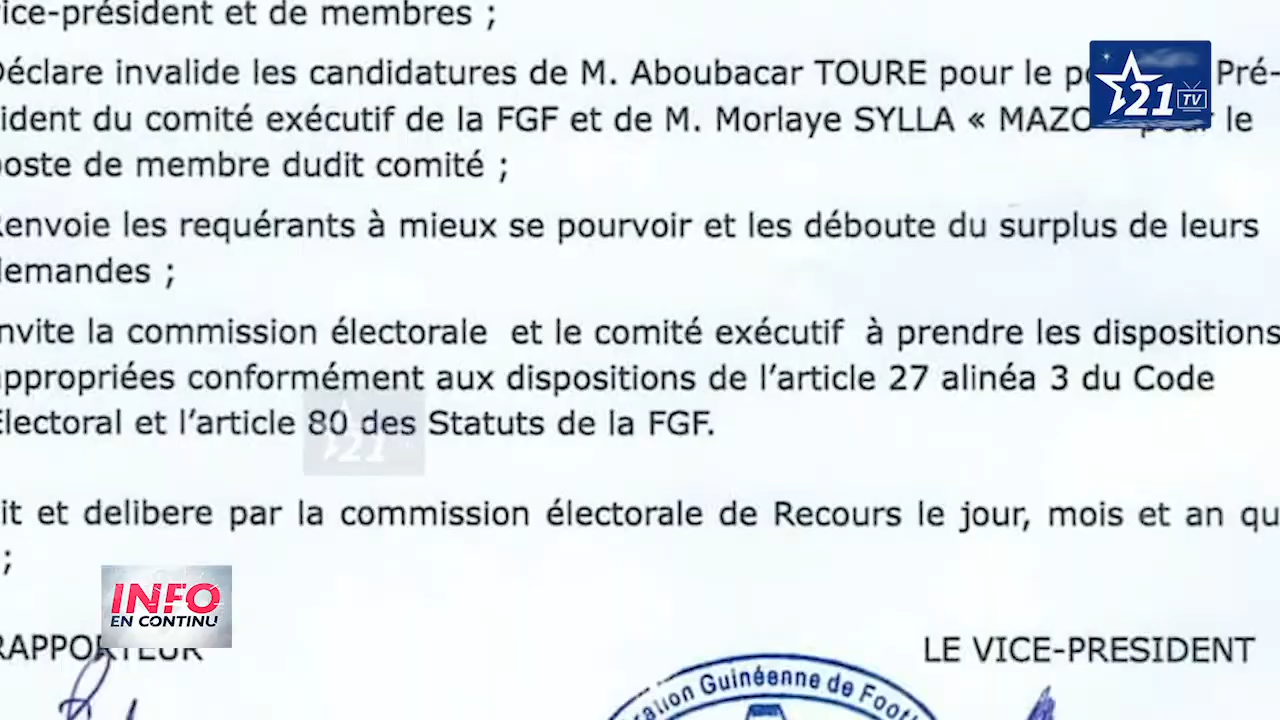 vice-président et de membres ;
Déclare invalide les candidatures de M. Aboubacar TOURE pour le Pré-
ident du comité exécutif de la FGF et de M. Morlaye SYLLA « MAZO pour le
poste de membre dudit comité ;
Renvoie les requérants à mieux se pourvoir et les déboute du surplus de leurs
demandes ;
nvite la commission électorale et le comité exécutif à prendre les dispositions
appropriées conformément aux dispositions de l'article 27 alinéa 3 du Code
Électoral et l'article 80 des Statuts de la FGF.
it et delibere par la commission électorale de Recours le jour, mois et an qu
;
RAPPORTEUR
LE VICE-PRESIDENT
ration Guinéenne de Foot
21 TV
21
INFO
EN CONTINU